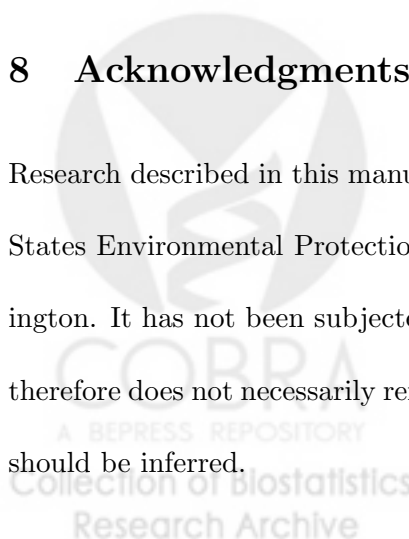 8 Acknowledgments
Research described in this manu
States Environmental Protectio
ington. It has not been subjecte
therefore does not necessarily re
should be inferred.
COBRA
A BEPRESS REPOSITORY
Collection of Biostatistics
Research Archive